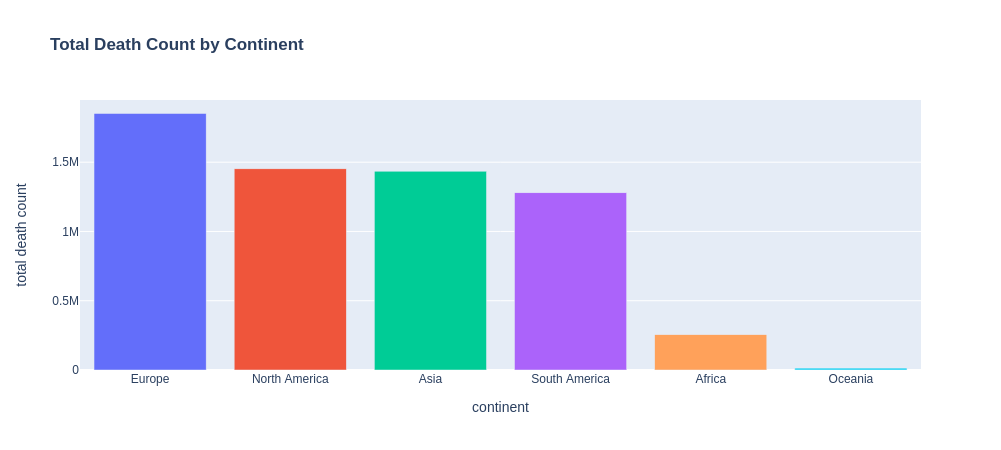 Total Death Count by Continent
total death count
1.5M
1M
0.5M
0
Europe
North America
Asia
South America
Africa
Oceania
continent